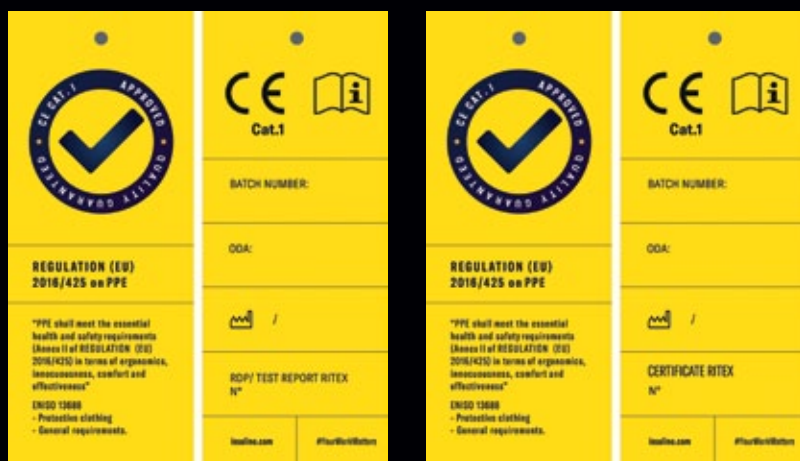 CE CAT. I APPROVED
QUALITY GUARANTEED
REGULATION (EU)
2016/425 on PPE
"PPE shall meet the essential
health and safety requirements
(Annex II of REGULATION (EU)
2016/425) in terms of ergonomics,
innocuousness, comfort and
effectiveness"
ENISO 13688
- Protective clothing
- General requirements.
CE
Cat.1
BATCH NUMBER:
ODA:
/
RDP/ TEST REPORT RITEX
N°
#YourWorkMatters
CE CAT. I APPROVED
QUALITY GUARANTEED
REGULATION (EU)
2016/425 on PPE
"PPE shall meet the essential
health and safety requirements
(Annex II of REGULATION (EU)
2016/425) in terms of ergonomics,
innocuousness, comfort and
effectiveness"
ENISO 13688
- Protective clothing
- General requirements.
CE
Cat.1
BATCH NUMBER:
ODA:
/
CERTIFICATE RITEX
N°
#YourWorkMatters